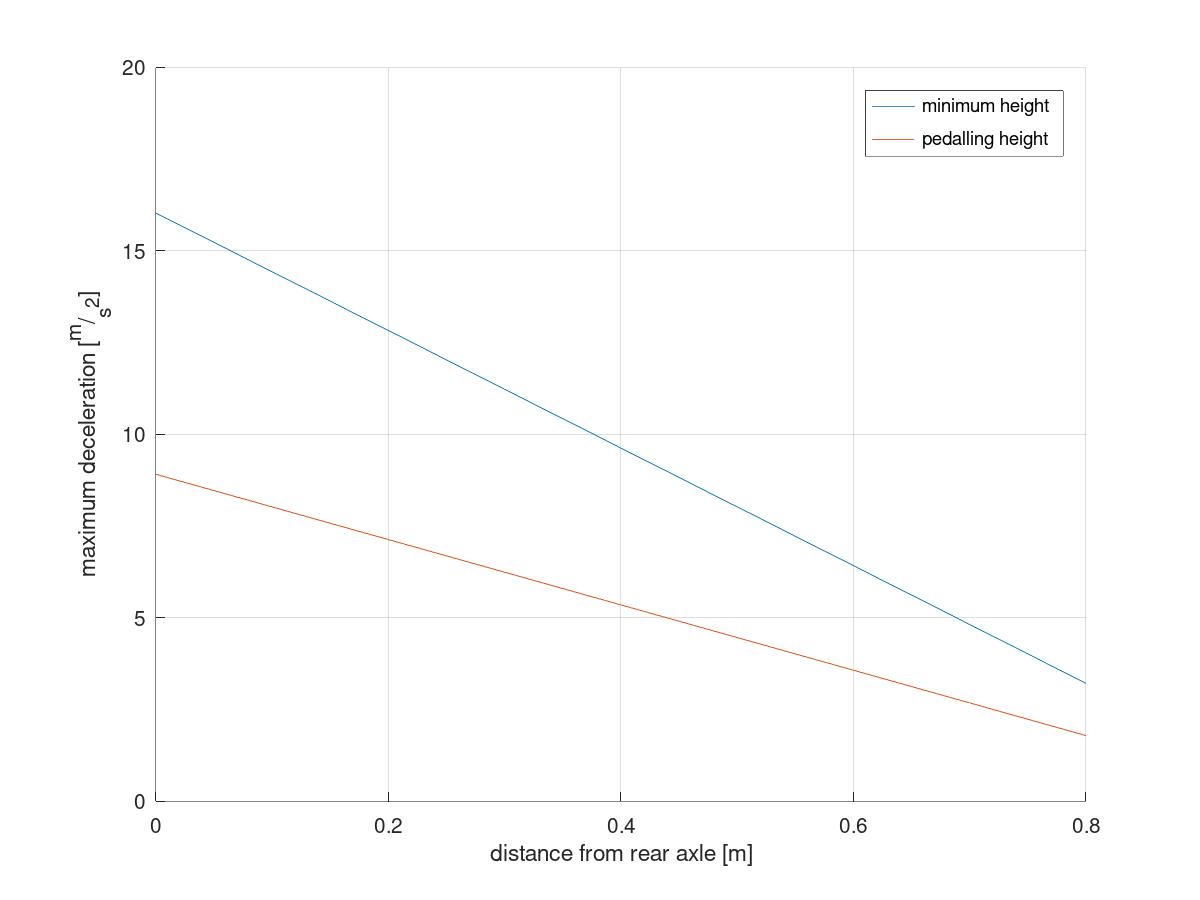 20
15
10
5
0
0 0.2 0.4 0.6 0.8
distance from rear axle [m]
maximum deceleration [m/s2]
minimum height
pedalling height